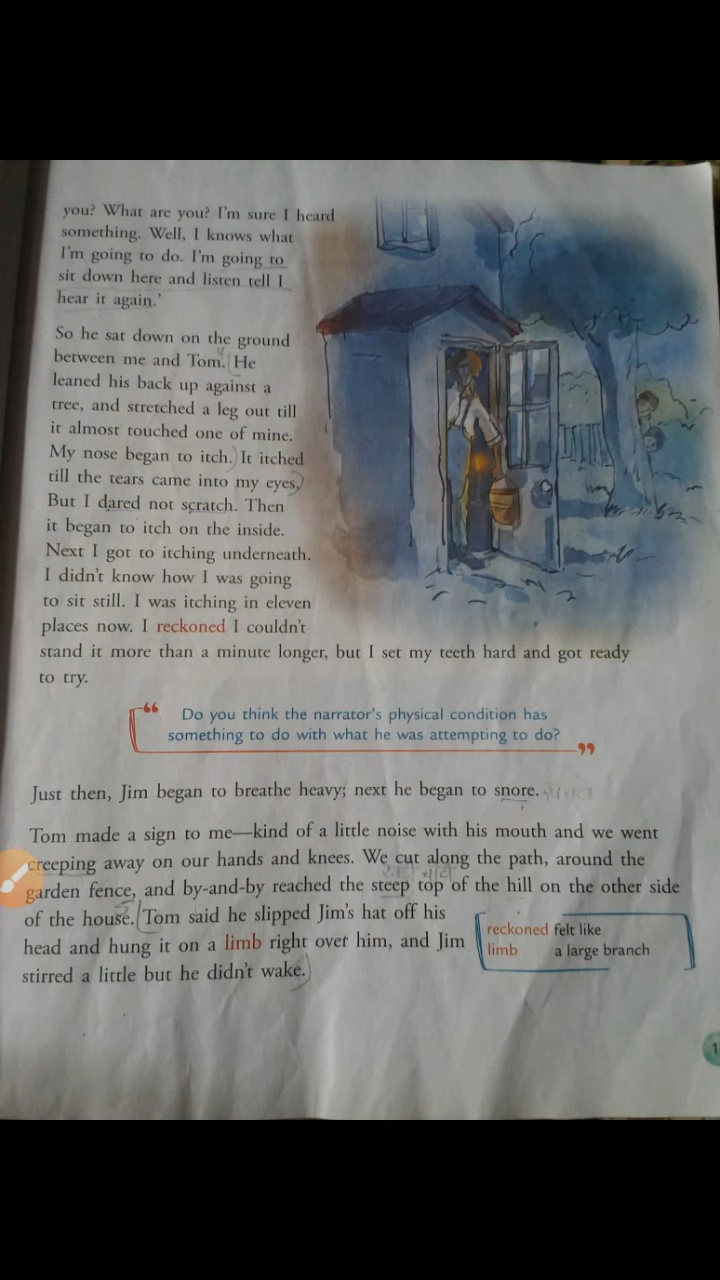 you? What are you? I'm sure I heard
something. Well, I knows what
I'm going to do. I'm going to
sit down here and listen tell I
hear it again.'
So he sat down on the ground
between me and Tom. He
leaned his back up against a
tree, and stretched a leg out till
it almost touched one of mine.
My nose began to itch. It itched
till the tears came into my eyes,
But I dared not scratch. Then
it began to itch on the inside.
Next I got to itching underneath.
I didn't know how I was going
to sit still. I was itching in eleven
places now. I reckoned I couldn't
stand it more than a minute longer, but I set my teeth hard and got ready
to try.
“ Do you think the narrator's physical condition has
something to do with what he was attempting to do? ”
Just then, Jim began to breathe heavy; next he began to snore.
Tom made a sign to me—kind of a little noise with his mouth and we went
creeping away on our hands and knees. We cut along the path, around the
garden fence, and by-and-by reached the steep top of the hill on the other side
of the house. Tom said he slipped Jim's hat off his
head and hung it on a limb right over him, and Jim
stirred a little but he didn't wake.
reckoned felt like
limb a large branch
1